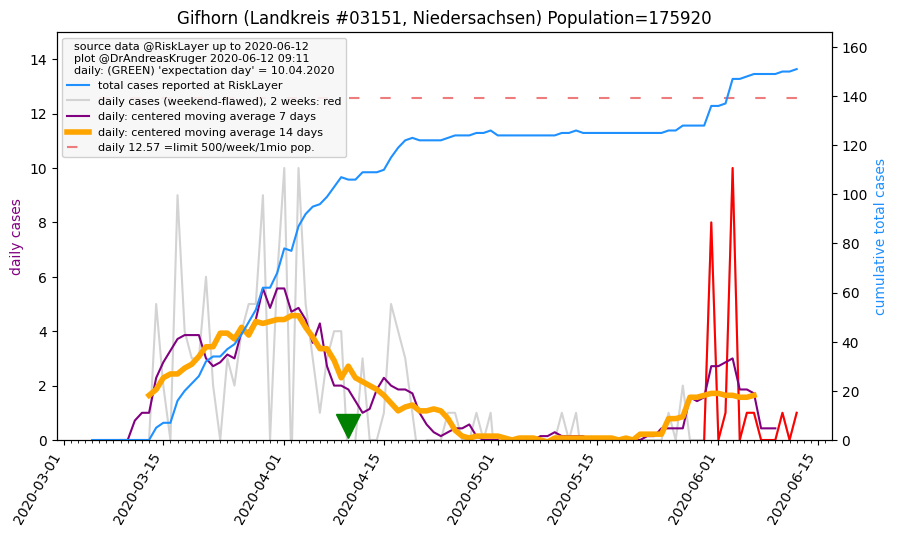 Gifhorn (Landkreis #03151, Niedersachsen) Population=175920
source data @RiskLayer up to 2020-06-12
plot @DrAndreasKruger 2020-06-12 09:11
daily: (GREEN) 'expectation day' = 10.04.2020
total cases reported at RiskLayer
daily cases (weekend-flawed), 2 weeks: red
daily: centered moving average 7 days
daily: centered moving average 14 days
daily 12.57 =limit 500/week/1mio pop.
daily cases
14
12
10
8
6
4
2
0
cumulative total cases
160
140
120
100
80
60
40
20
0
2020-03-01
2020-03-15
2020-04-01
2020-04-15
2020-05-01
2020-05-15
2020-06-01
2020-06-15